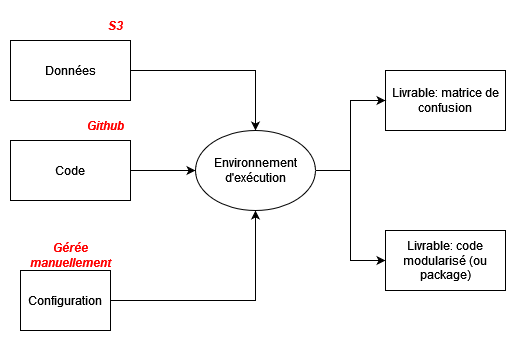 S3
Données
Github
Code
Gérée
manuellement
Configuration
Environnement
d'exécution
Livrable: matrice de
confusion
Livrable: code
modularisé (ou
package)